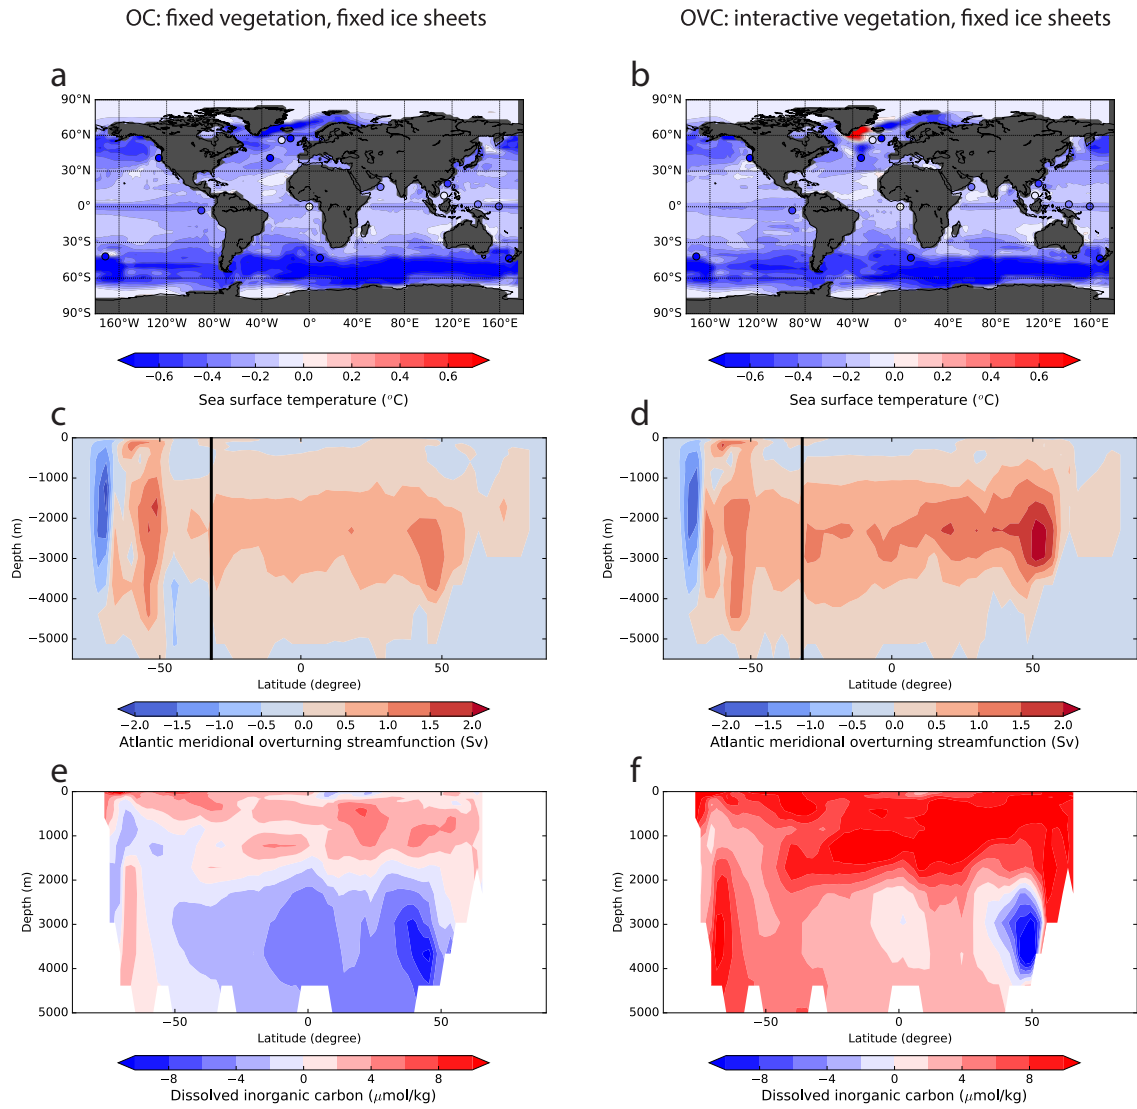 OC: fixed vegetation, fixed ice sheets
OVC: interactive vegetation, fixed ice sheets
a
b
90°N
60°N
30°N
0°
30°S
60°S
90°S
160°W 120°W 80°W 40°W 0° 40°E 80°E 120°E 160°E
90°N
60°N
30°N
0°
30°S
60°S
90°S
160°W 120°W 80°W 40°W 0° 40°E 80°E 120°E 160°E
−0.6 −0.4 −0.2 0.0 0.2 0.4 0.6
Sea surface temperature (°C)
−0.6 −0.4 −0.2 0.0 0.2 0.4 0.6
Sea surface temperature (°C)
c
d
0
−1000
−2000
−3000
−4000
−5000
Depth (m)
−50 0 50
Latitude (degree)
0
−1000
−2000
−3000
−4000
−5000
Depth (m)
−50 0 50
Latitude (degree)
−2.0 −1.5 −1.0 −0.5 0.0 0.5 1.0 1.5 2.0
Atlantic meridional overturning streamfunction (Sv)
−2.0 −1.5 −1.0 −0.5 0.0 0.5 1.0 1.5 2.0
Atlantic meridional overturning streamfunction (Sv)
e
f
0
1000
2000
3000
4000
5000
Depth (m)
−50 0 50
Latitude (degree)
0
1000
2000
3000
4000
5000
Depth (m)
−50 0 50
Latitude (degree)
−8 −4 0 4 8
Dissolved inorganic carbon (μmol/kg)
−8 −4 0 4 8
Dissolved inorganic carbon (μmol/kg)